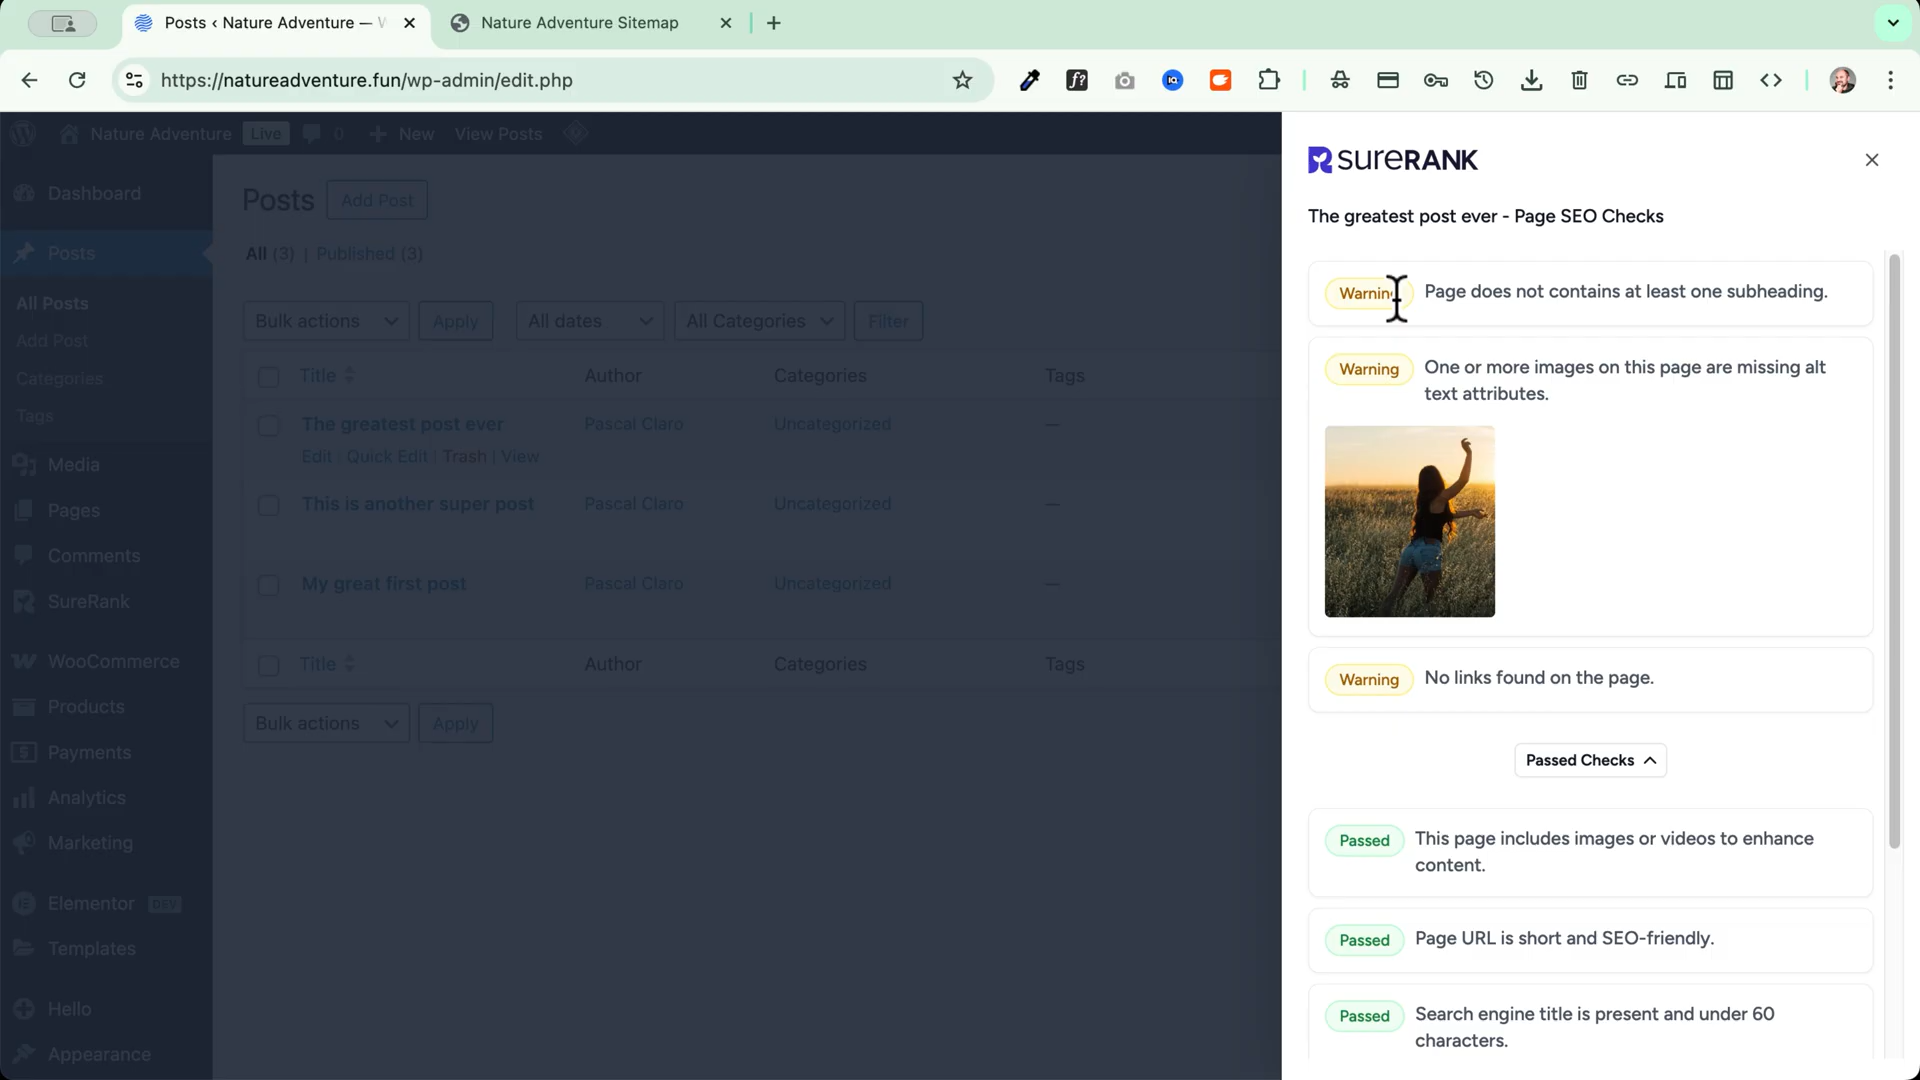 Posts ‹ Nature Adventure — W
Nature Adventure Sitemap
https://natureadventure.fun/wp-admin/edit.php
Nature Adventure Live 0 New View Posts
Dashboard
Posts
All Posts
Add Post
Categories
Tags
Media
Pages
Comments
SureRank
WooCommerce
Products
Payments
Analytics
Marketing
Elementor DEV
Templates
Hello
Appearance
Posts Add Post
All (3) | Published (3)
Bulk actions Apply All dates All Categories Filter
Title Author Categories Tags
The greatest post ever Pascal Claro Uncategorized —
Edit | Quick Edit | Trash | View
This is another super post Pascal Claro Uncategorized —
My great first post Pascal Claro Uncategorized —
Title Author Categories Tags
Bulk actions Apply
SureRANK
The greatest post ever - Page SEO Checks
Warning Page does not contains at least one subheading.
Warning One or more images on this page are missing alt
text attributes.
Warning No links found on the page.
Passed Checks
Passed This page includes images or videos to enhance
content.
Passed Page URL is short and SEO-friendly.
Passed Search engine title is present and under 60
characters.